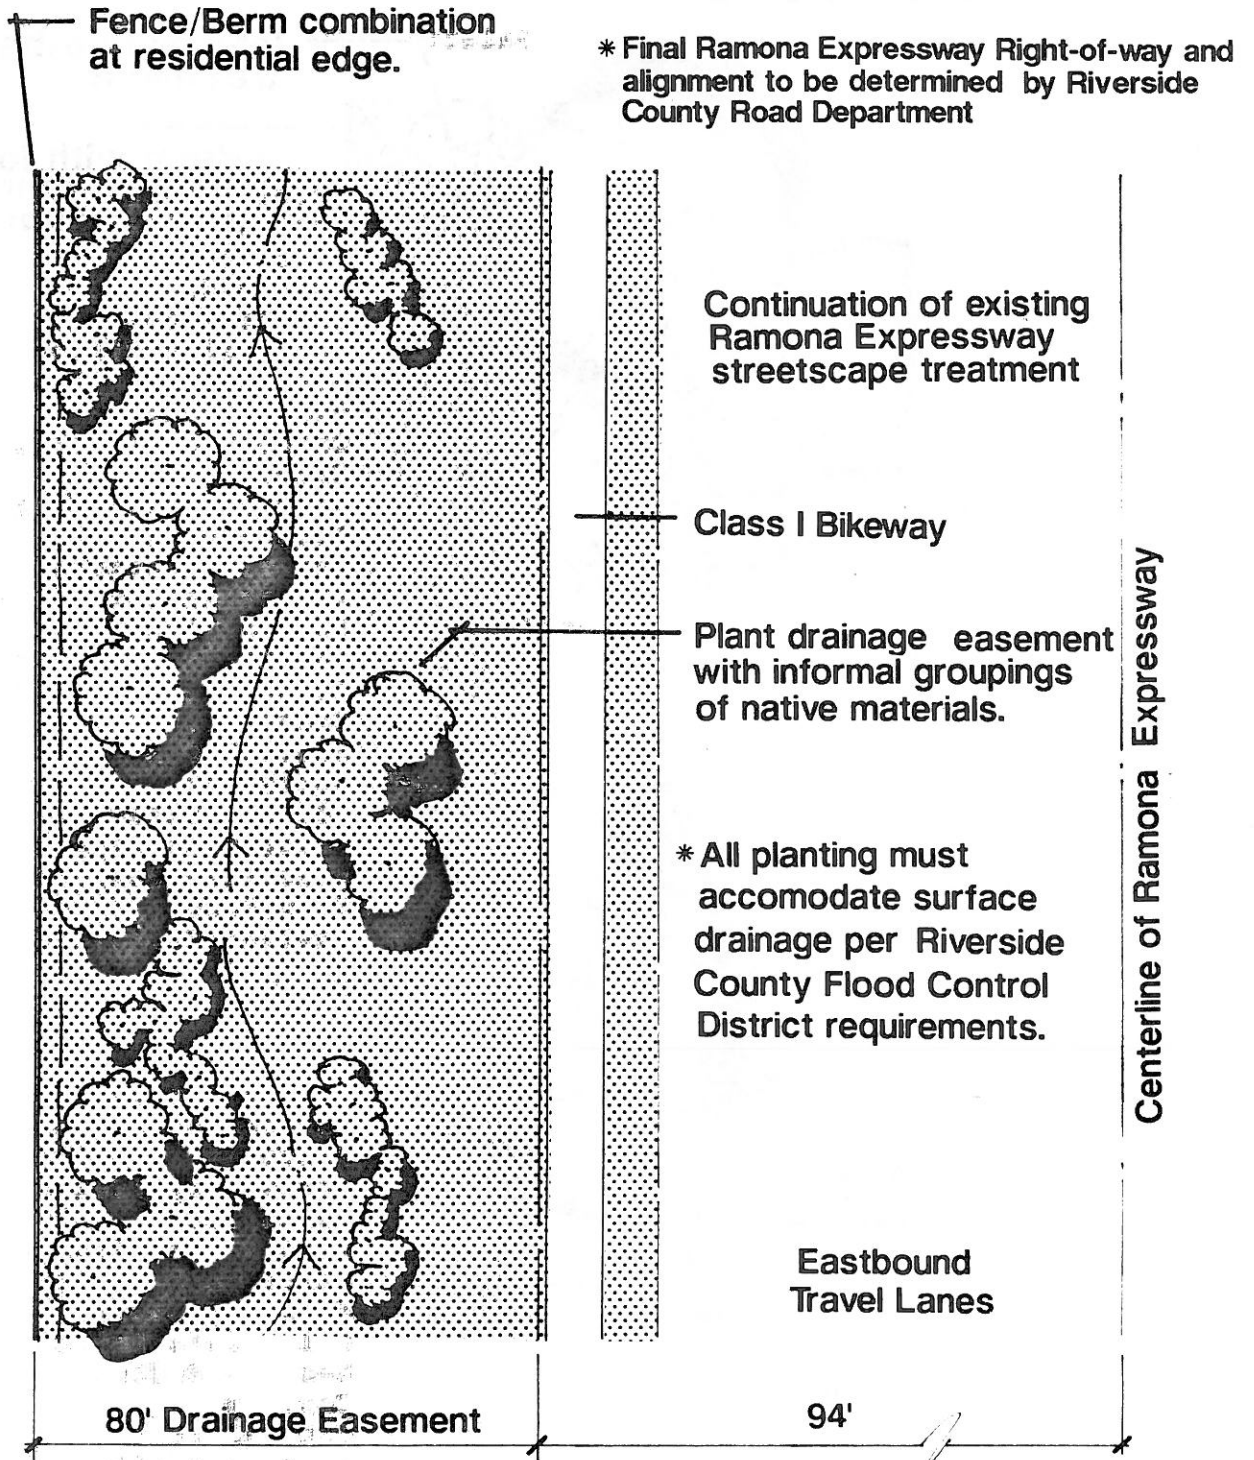 Fence/Berm combination
at residential edge.
* Final Ramona Expressway Right-of-way and
alignment to be determined by Riverside
County Road Department
Continuation of existing
Ramona Expressway
streetscape treatment
Class I Bikeway
Plant drainage easement
with informal groupings
of native materials.
* All planting must
accomodate surface
drainage per Riverside
County Flood Control
District requirements.
Centerline of Ramona Expressway
Eastbound
Travel Lanes
80' Drainage Easement
94'